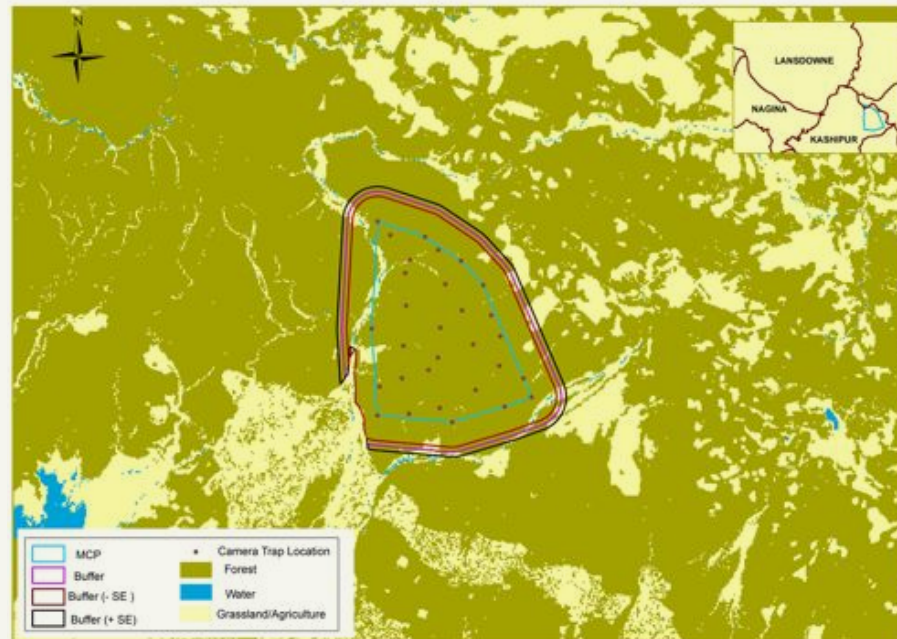 N
LANSDOWNE
NAGINA
KASHIPUR
MCP
Buffer
Buffer (- SE )
Buffer (+ SE)
Camera Trap Location
Forest
Water
Grassland/Agriculture